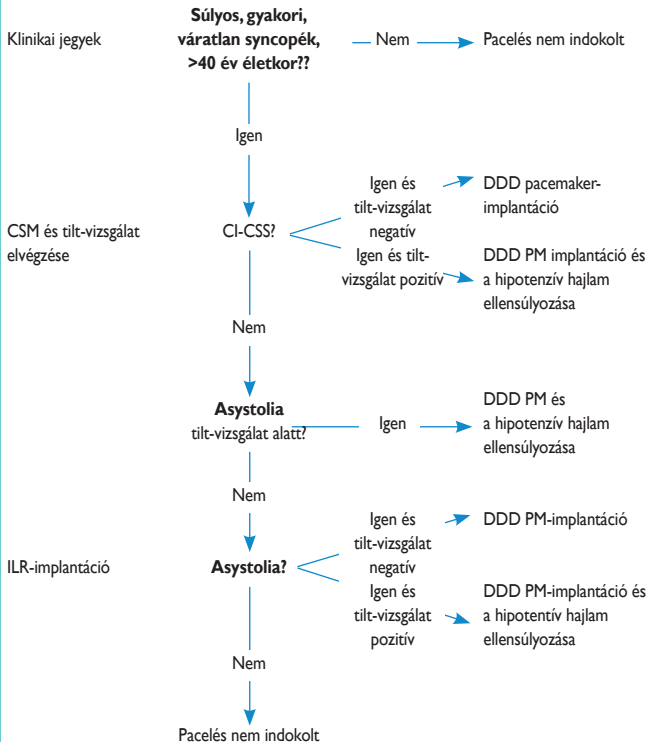 Súlyos, gyakori,
Klinikai jegyek
váratlan syncopék,
Nem
Pacelés nem indokolt
>40 év életkor??
Igen
Igen és
tilt-vizsgálat
negatív
DDD pacemaker-
implantáció
CSM és tilt-vizsgálat
elvégzése
CI-CSS?
Igen és tilt-
vizsgálat pozitív
DDD PM implantáció és
a hipotenzív hajlam
ellensúlyozása
Nem
Asystolia
tilt-vizsgálat alatt?
Igen
DDD PM és
a hipotenzív hajlam
ellensúlyozása
Nem
Igen és
tilt-vizsgálat
negatív
DDD PM-implantáció
ILR-implantáció
Asystolia?
Igen és
tilt-vizsgálat
pozitív
DDD PM-implantáció és
a hipotentív hajlam
ellensúlyozása
Nem
Pacelés nem indokolt